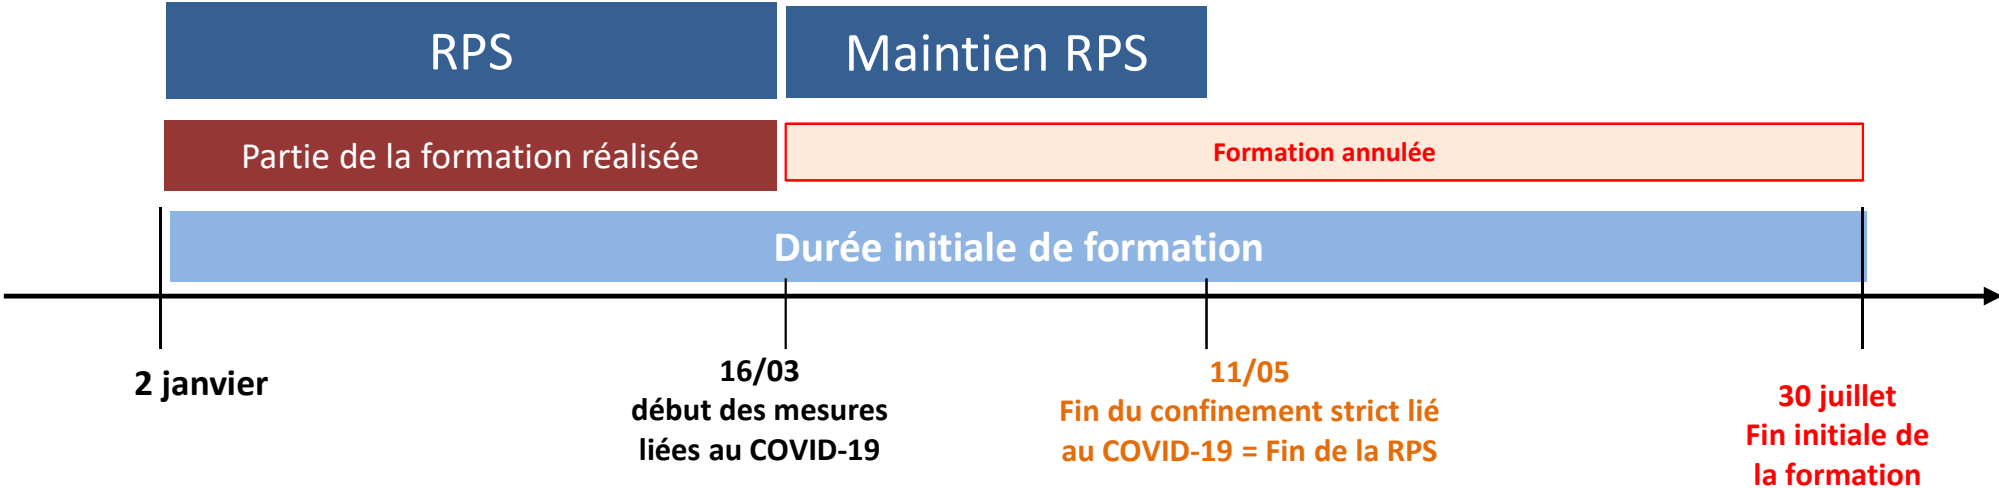 RPS
Maintien RPS
Partie de la formation réalisée
Formation annulée
Durée initiale de formation
2 janvier
16/03
début des mesures
liées au COVID-19
11/05
Fin du confinement strict lié
au COVID-19 = Fin de la RPS
30 juillet
Fin initiale de
la formation